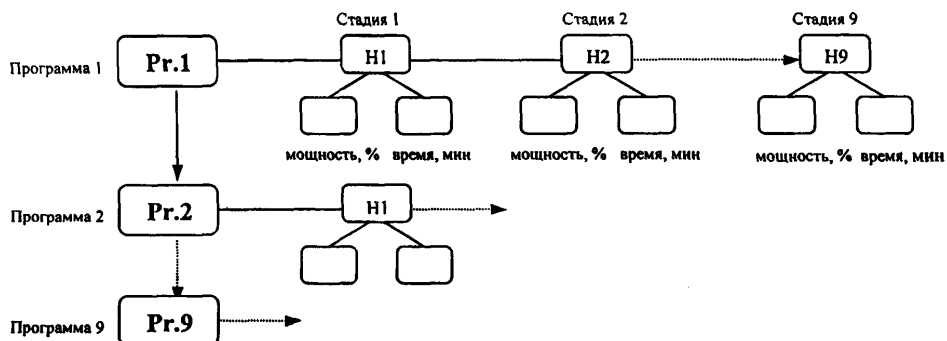 Стадия 1 Стадия 2 Стадия 9
Программа 1 Pr.1 H1 H2 H9
мощность, % время, мин мощность, % время, мин мощность, % время, мин
Программа 2 Pr.2 H1
Программа 9 Pr.9